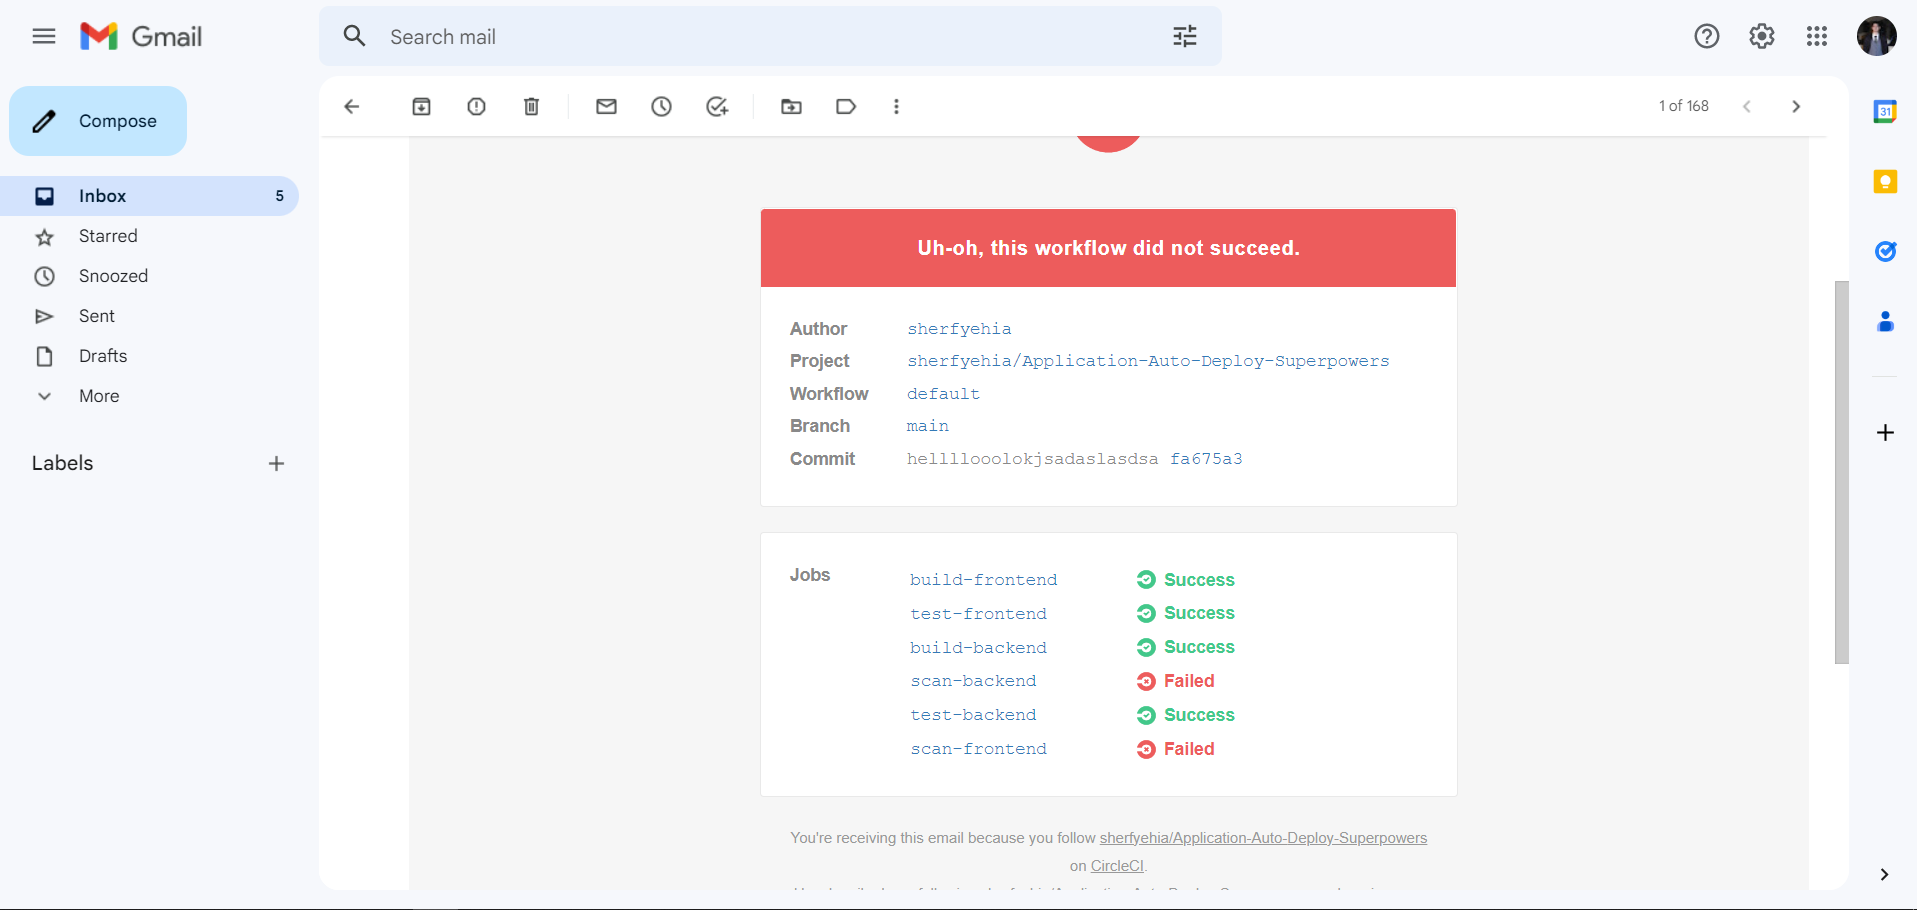 Gmail
Search mail
Compose
1 of 168
31
Inbox 5
Starred
Snoozed
Sent
Drafts
More
Labels
Uh-oh, this workflow did not succeed.
Author sherfyehia
Project sherfyehia/Application-Auto-Deploy-Superpowers
Workflow default
Branch main
Commit hellllooolokjsadaslasdsa fa675a3
Jobs
build-frontend Success
test-frontend Success
build-backend Success
scan-backend Failed
test-backend Success
scan-frontend Failed
You're receiving this email because you follow sherfyehia/Application-Auto-Deploy-Superpowers
on CircleCI.